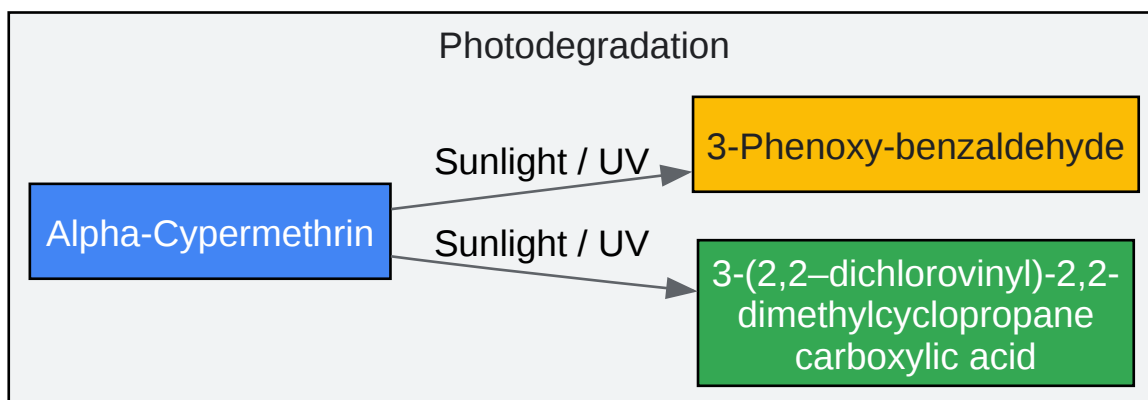 Photodegradation
Sunlight / UV
3-Phenoxy-benzaldehyde
Alpha-Cypermethrin
Sunlight / UV
3-(2,2–dichlorovinyl)-2,2-
dimethylcyclopropane
carboxylic acid